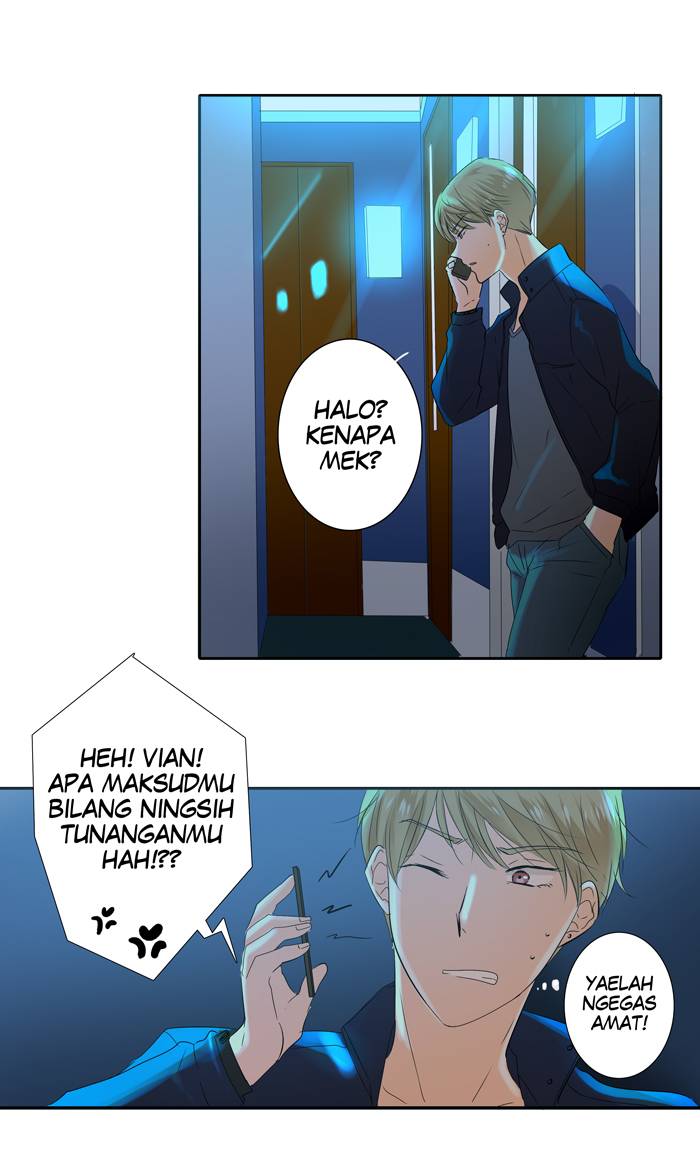 HALO?
KENAPA
MEK?
HEH! VIAN!
APA MAKSUDMU
BILANG NINGSIH
TUNANGANMU
HAH!??
YAELAH
NGEGAS
AMAT!